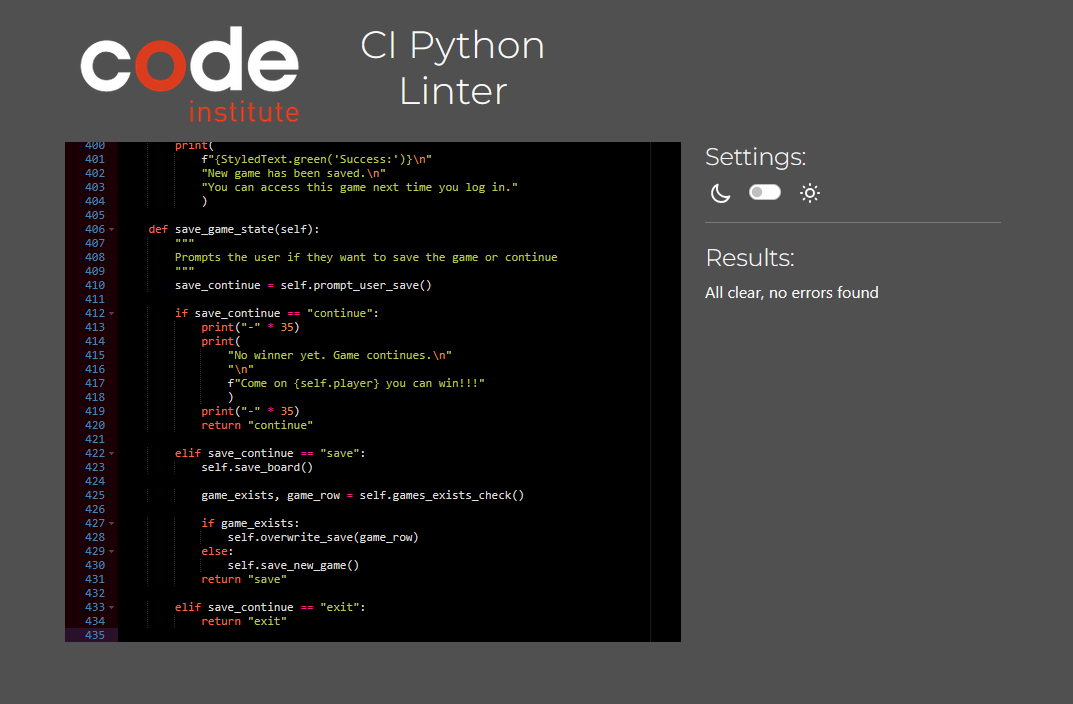 code
institute
CI Python
Linter
400 print(
401 f"{StyledText.green('Success:')}\n"
402 "New game has been saved.\n"
403 "You can access this game next time you log in."
404 )
405
406 def save_game_state(self):
407 """
408 Prompts the user if they want to save the game or continue
409 """
410 save_continue = self.prompt_user_save()
411
412 if save_continue == "continue":
413 print("-" * 35)
414 print(
415 "No winner yet. Game continues.\n"
416 "\n"
417 f"Come on {self.player} you can win!!!"
418 )
419 print("-" * 35)
420 return "continue"
421
422 elif save_continue == "save":
423 self.save_board()
424
425 game_exists, game_row = self.games_exists_check()
426
427 if game_exists:
428 self.overwrite_save(game_row)
429 else:
430 self.save_new_game()
431 return "save"
432
433 elif save_continue == "exit":
434 return "exit"
435
Settings:
Results:
All clear, no errors found